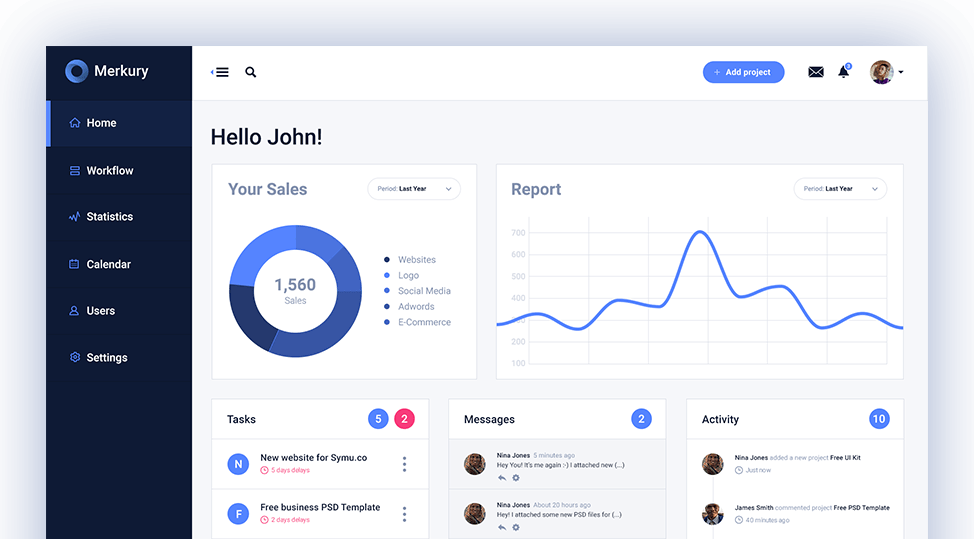 Merkury
+ Add project
3
Home
Workflow
Statistics
Calendar
Users
Settings
Hello John!
Your Sales
Period: Last Year
1,560
Sales
Websites
Logo
Social Media
Adwords
E-Commerce
Report
Period: Last Year
700
600
500
400
300
200
100
Tasks
5
2
N
New website for Symu.co
5 days delays
F
Free business PSD Template
2 days delays
Messages
2
Nina Jones 5 minutes ago
Hey You! It's me again :-) I attached new (...)
Nina Jones About 20 hours ago
Hey! I attached some new PSD files for (...)
Activity
10
Nina Jones added a new project Free UI Kit
Just now
James Smith commented project Free PSD Template
40 minutes ago